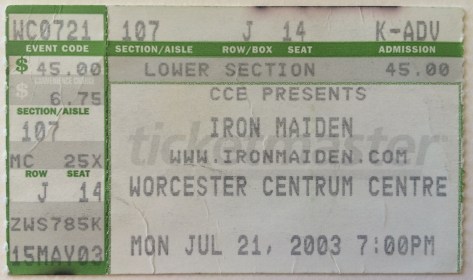 WC0721 107 J 14 K-ADV
EVENT CODE SECTION/AISLE ROW/BOX SEAT ADMISSION
$ 45.00 LOWER SECTION 45.00
$ 6.75 CCE PRESENTS
SECTION/AISLE
107 IRON MAIDEN
ticketmaster
MC 25X WWW.IRONMAIDEN.COM
ROW SEAT
J 14 WORCESTER CENTRUM CENTRE
ZWS785K
15MAY03 MON JUL 21, 2003 7:00PM